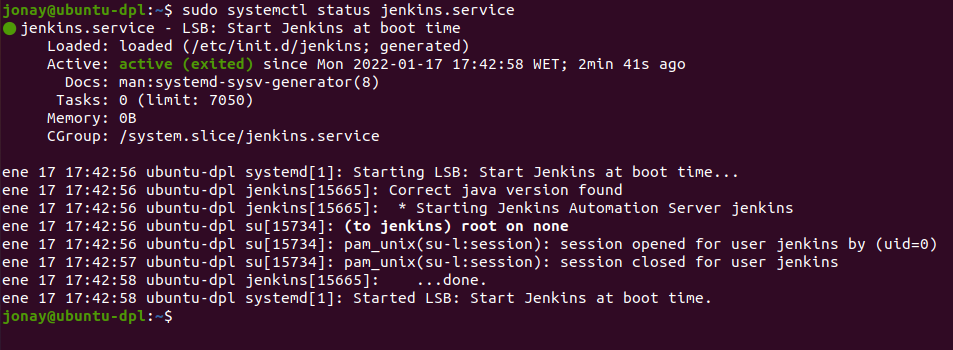 jonay@ubuntu-dpl:~$ sudo systemctl status jenkins.service
● jenkins.service - LSB: Start Jenkins at boot time
     Loaded: loaded (/etc/init.d/jenkins; generated)
     Active: active (exited) since Mon 2022-01-17 17:42:58 WET; 2min 41s ago
       Docs: man:systemd-sysv-generator(8)
      Tasks: 0 (limit: 7050)
     Memory: 0B
     CGroup: /system.slice/jenkins.service

ene 17 17:42:56 ubuntu-dpl systemd[1]: Starting LSB: Start Jenkins at boot time...
ene 17 17:42:56 ubuntu-dpl jenkins[15665]: Correct java version found
ene 17 17:42:56 ubuntu-dpl jenkins[15665]:  * Starting Jenkins Automation Server jenkins
ene 17 17:42:56 ubuntu-dpl su[15734]: (to jenkins) root on none
ene 17 17:42:56 ubuntu-dpl su[15734]: pam_unix(su-l:session): session opened for user jenkins by (uid=0)
ene 17 17:42:57 ubuntu-dpl su[15734]: pam_unix(su-l:session): session closed for user jenkins
ene 17 17:42:58 ubuntu-dpl jenkins[15665]:    ...done.
ene 17 17:42:58 ubuntu-dpl systemd[1]: Started LSB: Start Jenkins at boot time.
jonay@ubuntu-dpl:~$